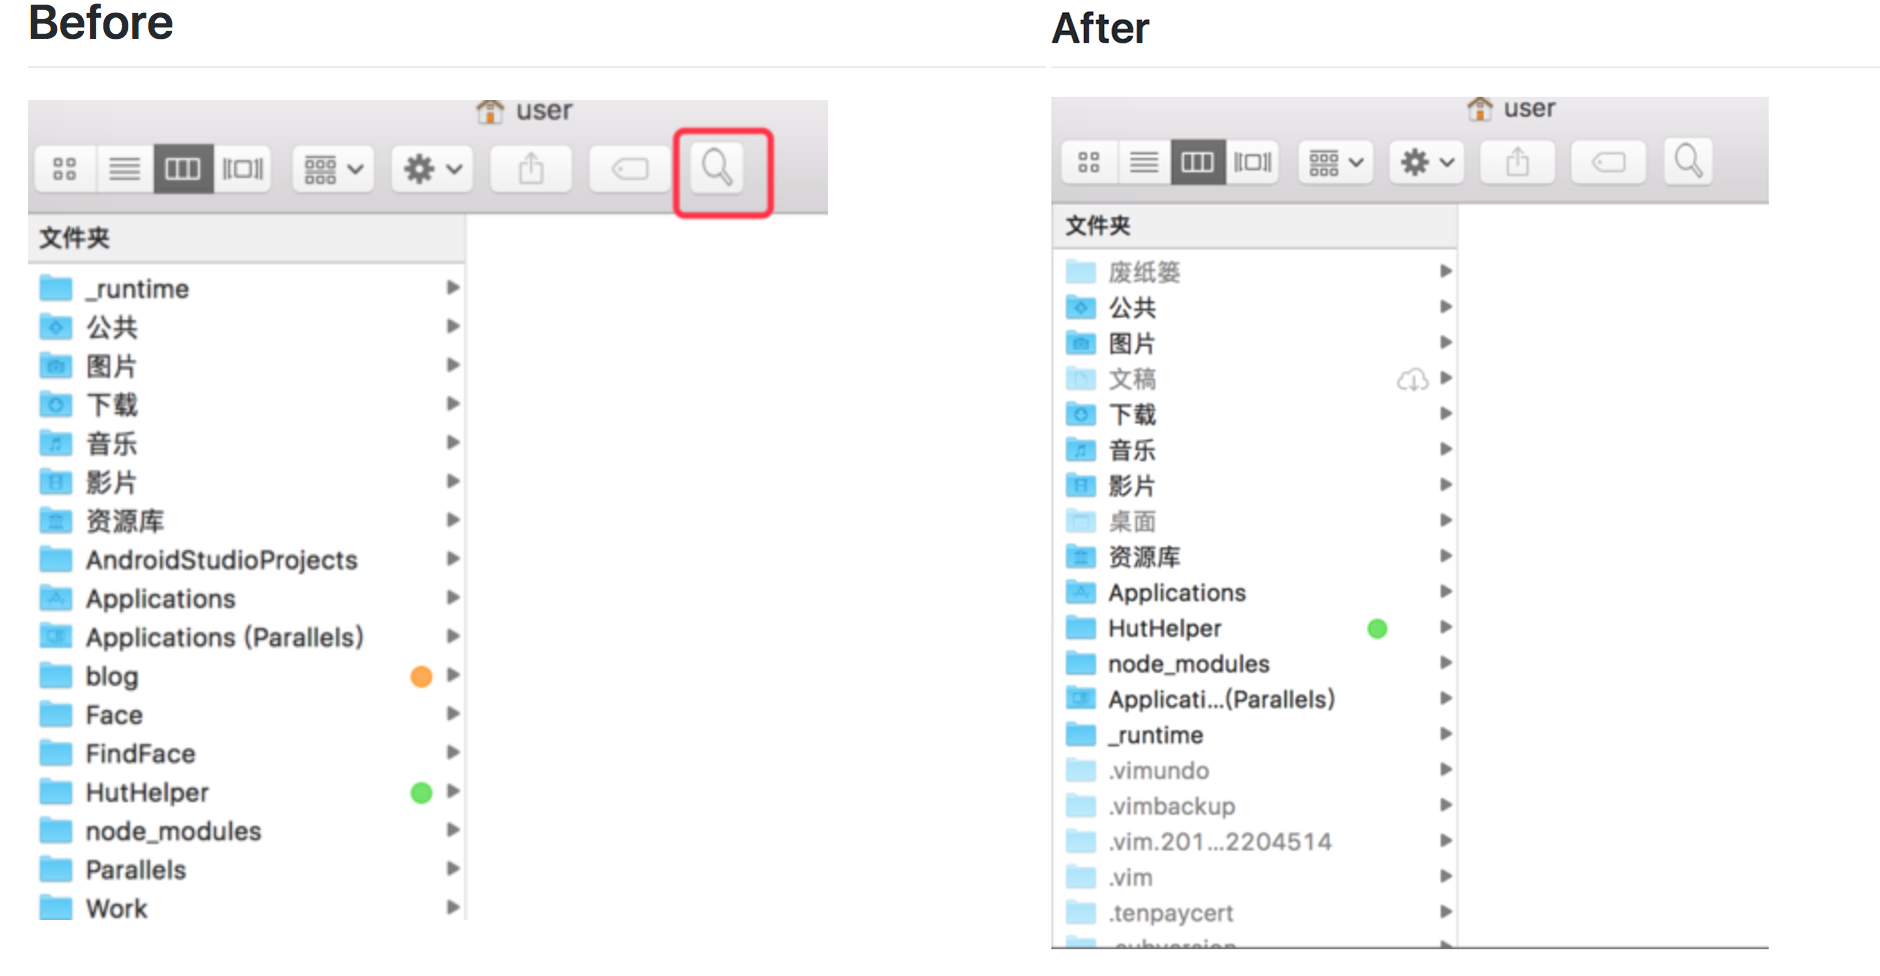 Before
user
文件夹
_runtime
公共
图片
下载
音乐
影片
资源库
AndroidStudioProjects
Applications
Applications (Parallels)
blog
Face
FindFace
HutHelper
node_modules
Parallels
Work
After
user
文件夹
废纸篓
公共
图片
文稿
下载
音乐
影片
桌面
资源库
Applications
HutHelper
node_modules
Applicati...(Parallels)
_runtime
.vimundo
.vimbackup
.vim.201...2204514
.vim
.tenpaycert
.subversion